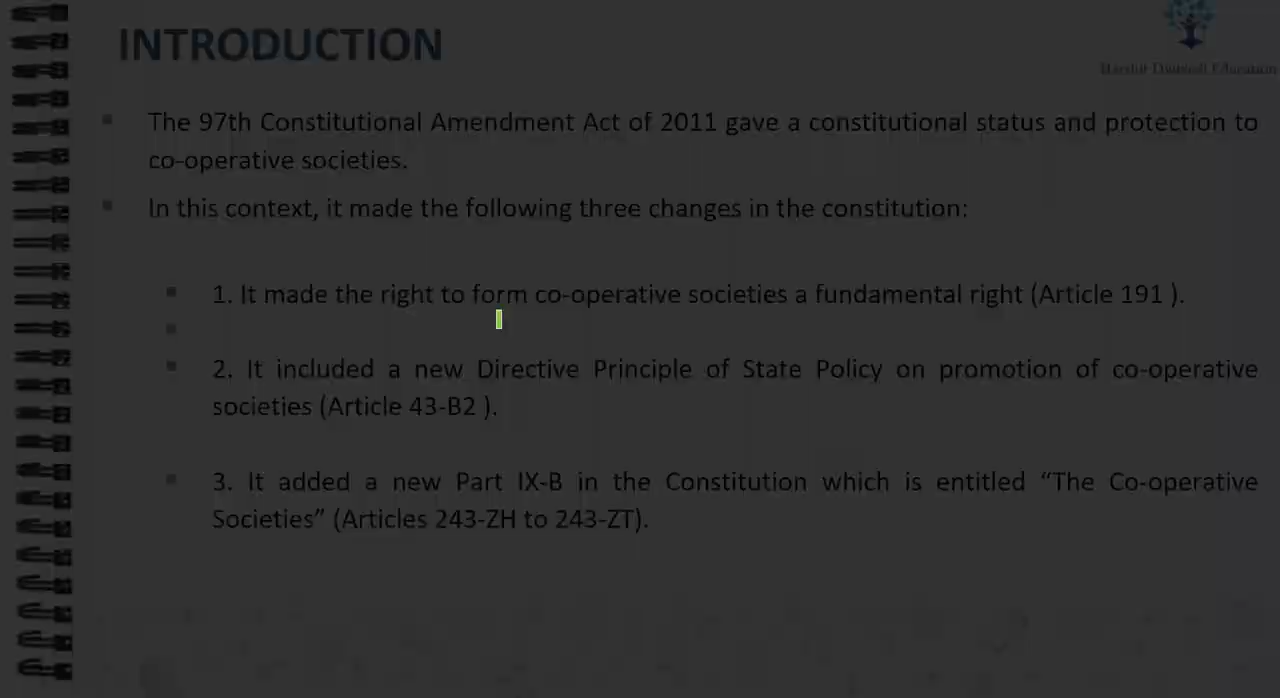 INTRODUCTION
Harshit Dwivedi Education
The 97th Constitutional Amendment Act of 2011 gave a constitutional status and protection to
co-operative societies.
In this context, it made the following three changes in the constitution:
1. It made the right to form co-operative societies a fundamental right (Article 191 ).
2. It included a new Directive Principle of State Policy on promotion of co-operative
societies (Article 43-B2 ).
3. It added a new Part IX-B in the Constitution which is entitled “The Co-operative
Societies” (Articles 243-ZH to 243-ZT).